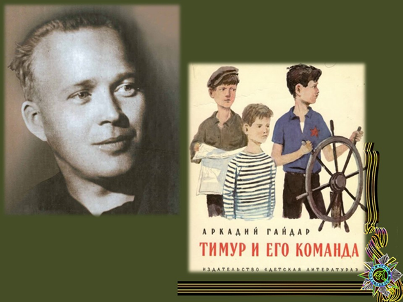 АРКАДИЙ ГАЙДАР
ТИМУР И ЕГО КОМАНДА
ИЗДАТЕЛЬСТВО «ДЕТСКАЯ ЛИТЕРАТУРА»